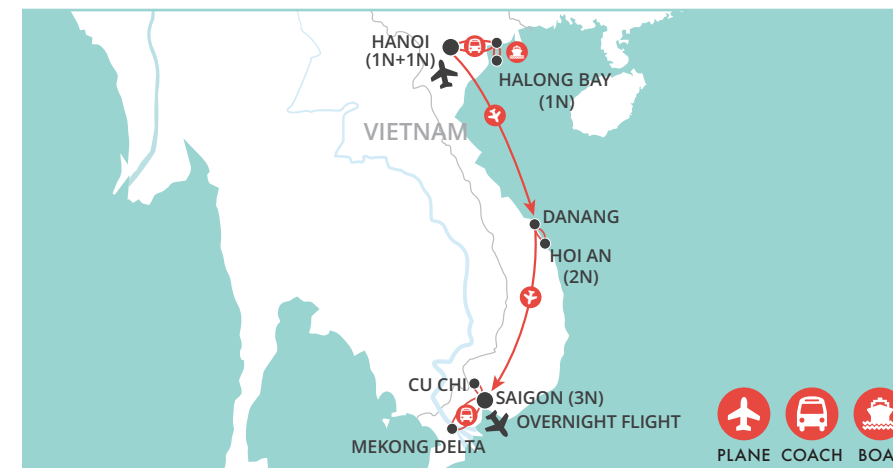 HANOI
(1N+1N)
HALONG BAY
(1N)
VIETNAM
DANANG
HOI AN
(2N)
CU CHI
SAIGON (3N)
OVERNIGHT FLIGHT
MEKONG DELTA
PLANE COACH BOA